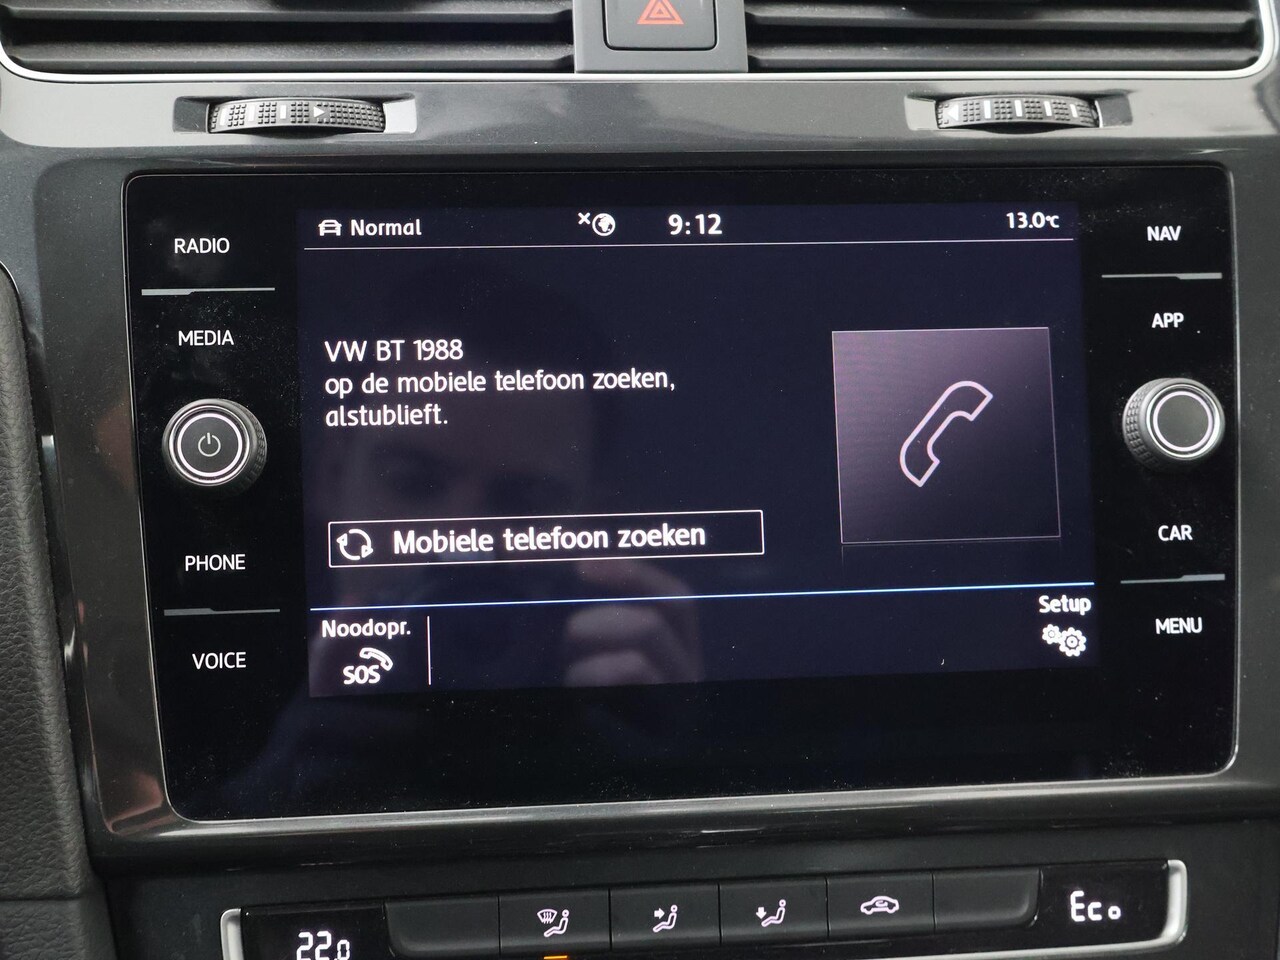 RADIO
MEDIA
PHONE
VOICE
Normal
9:12
13.0℃
VW BT 1988
op de mobiele telefoon zoeken,
alstublieft.
Mobiele telefoon zoeken
Noodopr.
SOS
Setup
NAV
APP
CAR
MENU
22.0
Eco